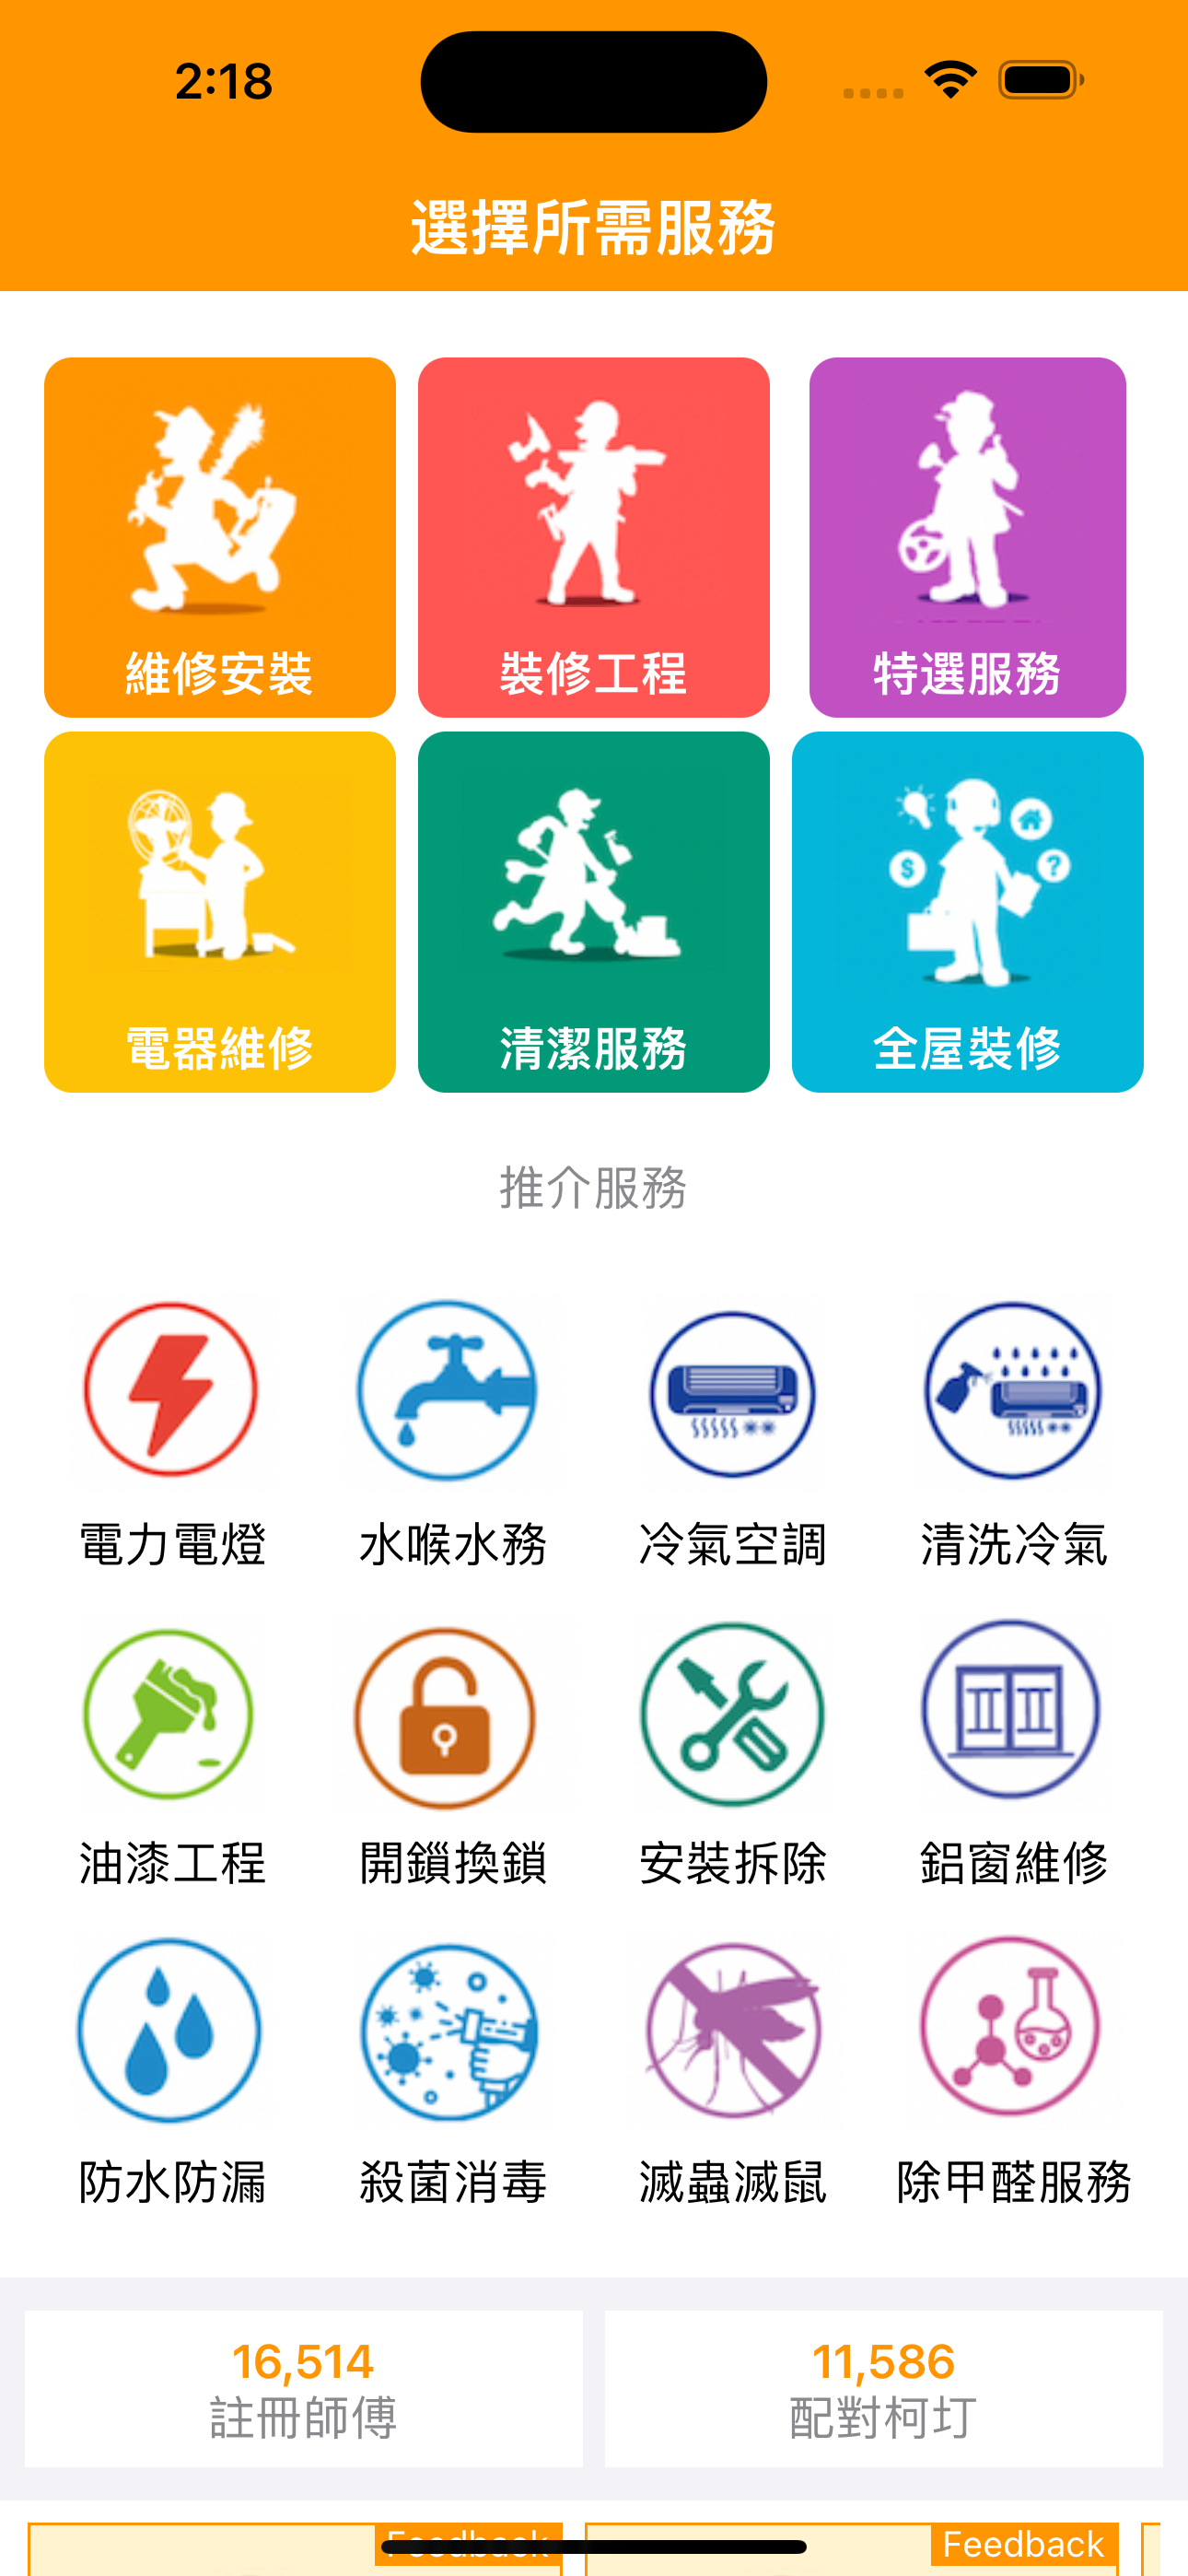 2:18
選擇所需服務
維修安裝
裝修工程
特選服務
電器維修
清潔服務
全屋裝修
推介服務
電力電燈
水喉水務
冷氣空調
清洗冷氣
油漆工程
開鎖換鎖
安裝拆除
鋁窗維修
防水防漏
殺菌消毒
滅蟲滅鼠
除甲醛服務
16,514
註冊師傅
11,586
配對柯打
Feedback
Feedback